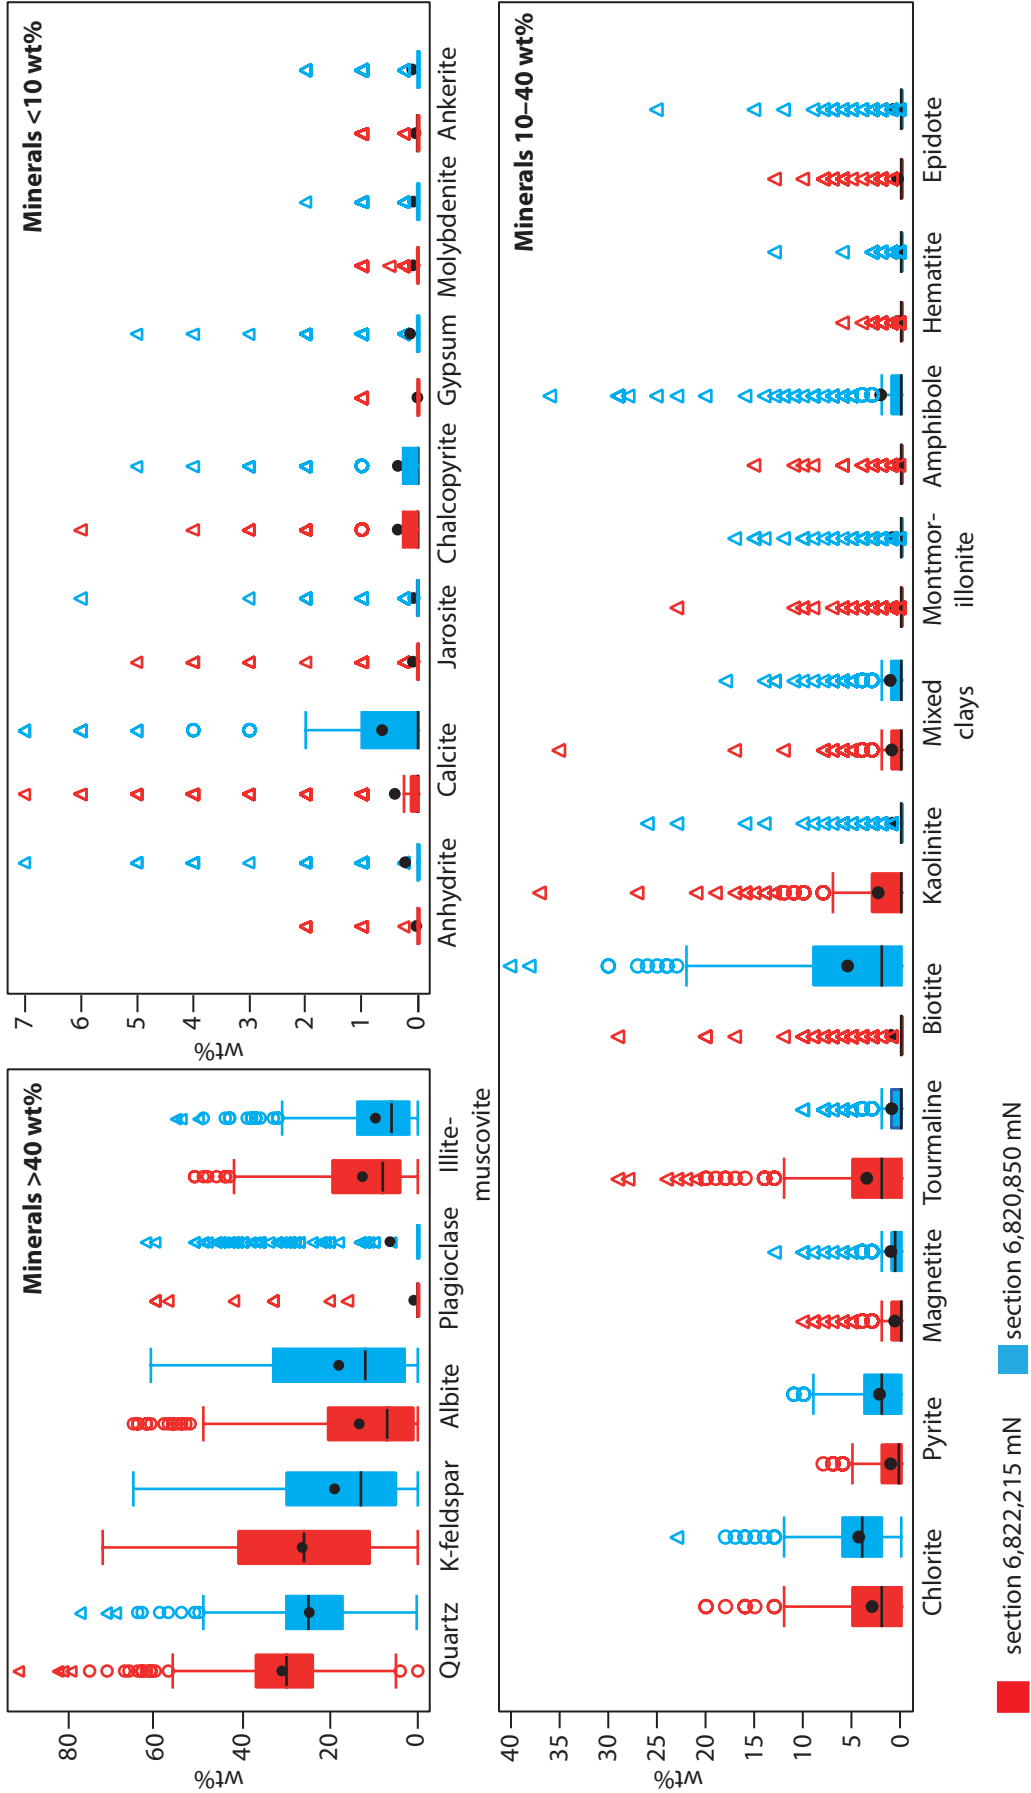 Minerals >40 wt%
wt%
80
60
40
20
0
Quartz
K-feldspar
Albite
Plagioclase
Illite-
muscovite
Minerals <10 wt%
wt%
7
6
5
4
3
2
1
0
Anhydrite
Calcite
Jarosite
Chalcopyrite
Gypsum
Molybdenite
Ankerite
Minerals 10–40 wt%
wt%
40
35
30
25
20
15
10
5
0
Chlorite
Pyrite
Magnetite
Tourmaline
Biotite
Kaolinite
Mixed
clays
Montmor-
illonite
Amphibole
Hematite
Epidote
section 6,822,215 mN
section 6,820,850 mN